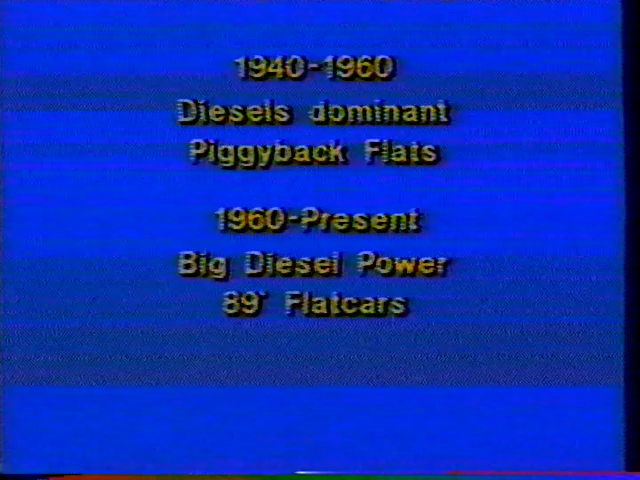 1940-1960
Diesels dominant
Piggyback Flats
1960-Present
Big Diesel Power
89' Flatcars